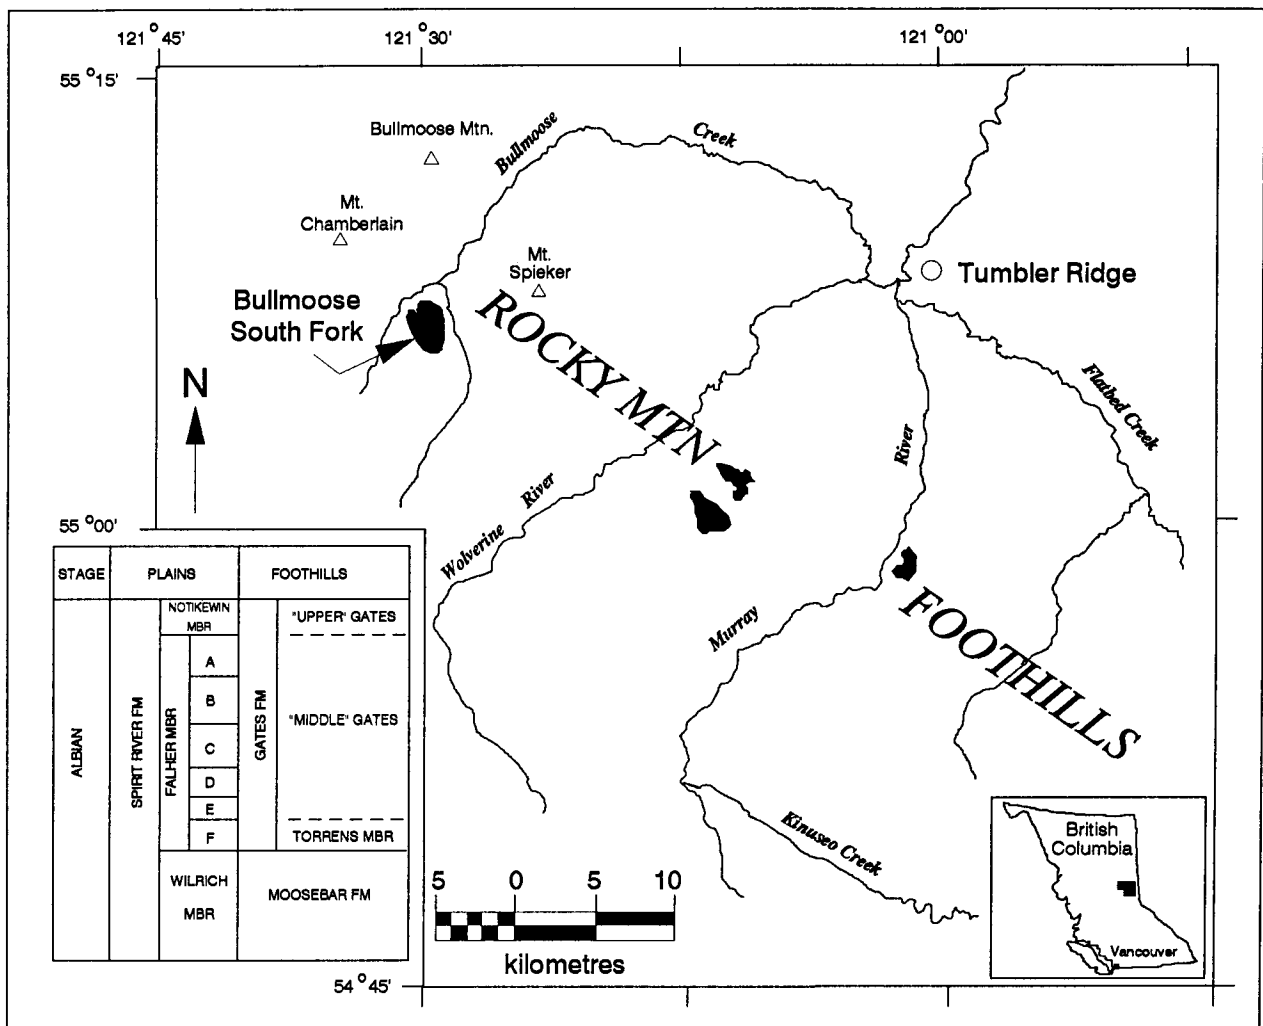 121 °45'
121 °30'
121 °00'
55 °15'
Bullmoose Mtn.
Bullmoose
Creek
Mt.
Chamberlain
Mt.
Spieker
Tumbler Ridge
Bullmoose
South Fork
ROCKY MTN
N
Flatbed Creek
River
River
Wolverine
55 °00'
Murray
FOOTHILLS
STAGE PLAINS FOOTHILLS
ALBIAN
SPIRIT RIVER FM
NOTIKEWIN
MBR
FALHER MBR
A
B
C
D
E
F
GATES FM
"UPPER" GATES
"MIDDLE" GATES
TORRENS MBR
WILRICH
MBR
MOOSEBAR FM
Kinuseo Creek
5 0 5 10
kilometres
British
Columbia
Vancouver
54 °45'